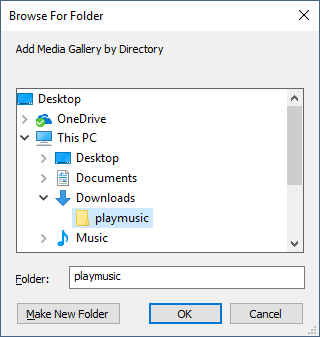 Browse For Folder
Add Media Gallery by Directory
Desktop
OneDrive
This PC
Desktop
Documents
Downloads
playmusic
Music
Folder: playmusic
Make New Folder OK Cancel